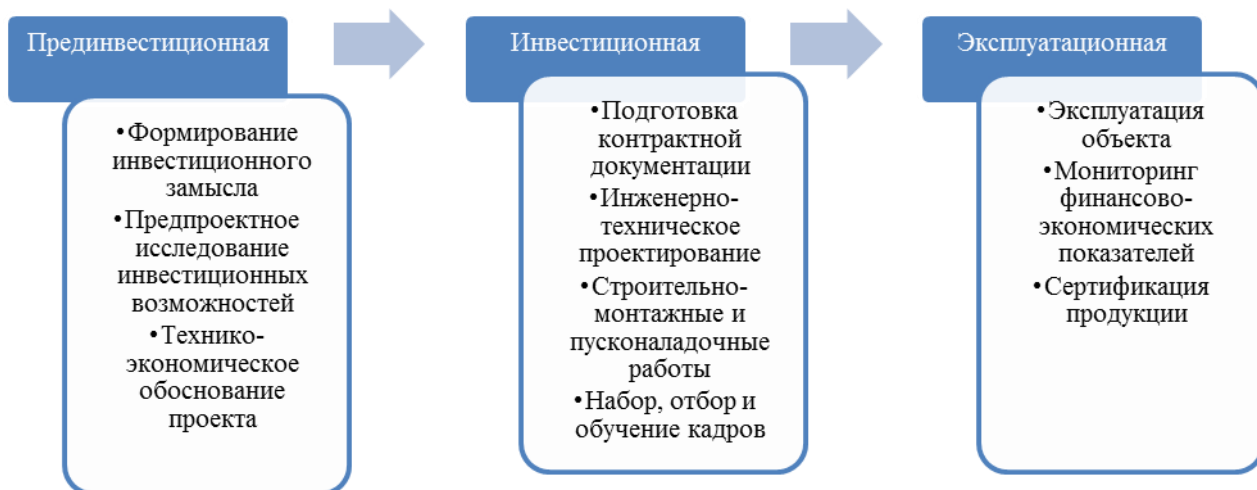 Прединвестиционная
•Формирование
инвестиционного
замысла
•Предпроектное
исследование
инвестиционных
возможностей
•Технико-
экономическое
обоснование
проекта
Инвестиционная
•Подготовка
контрактной
документации
•Инженерно-
техническое
проектирование
•Строительно-
монтажные и
пусконаладочные
работы
•Набор, отбор и
обучение кадров
Эксплуатационная
•Эксплуатация
объекта
•Мониторинг
финансово-
экономических
показателей
•Сертификация
продукции